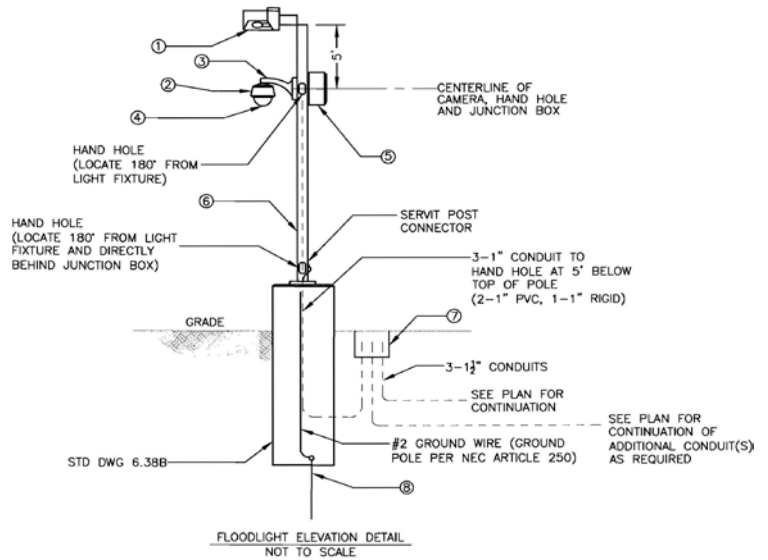 ①
5'
③
②
CENTERLINE OF
CAMERA, HAND HOLE
AND JUNCTION BOX
④
HAND HOLE
(LOCATE 180° FROM
LIGHT FIXTURE)
⑤
⑥
HAND HOLE
(LOCATE 180° FROM LIGHT
FIXTURE AND DIRECTLY
BEHIND JUNCTION BOX)
SERVIT POST
CONNECTOR
3-1" CONDUIT TO
HAND HOLE AT 5' BELOW
TOP OF POLE
(2-1" PVC, 1-1" RIGID)
GRADE
⑦
3-1½" CONDUITS
SEE PLAN FOR
CONTINUATION
SEE PLAN FOR
CONTINUATION OF
ADDITIONAL CONDUIT(S)
AS REQUIRED
#2 GROUND WIRE (GROUND
POLE PER NEC ARTICLE 250)
STD DWG 6.38B
⑧
FLOODLIGHT ELEVATION DETAIL
NOT TO SCALE